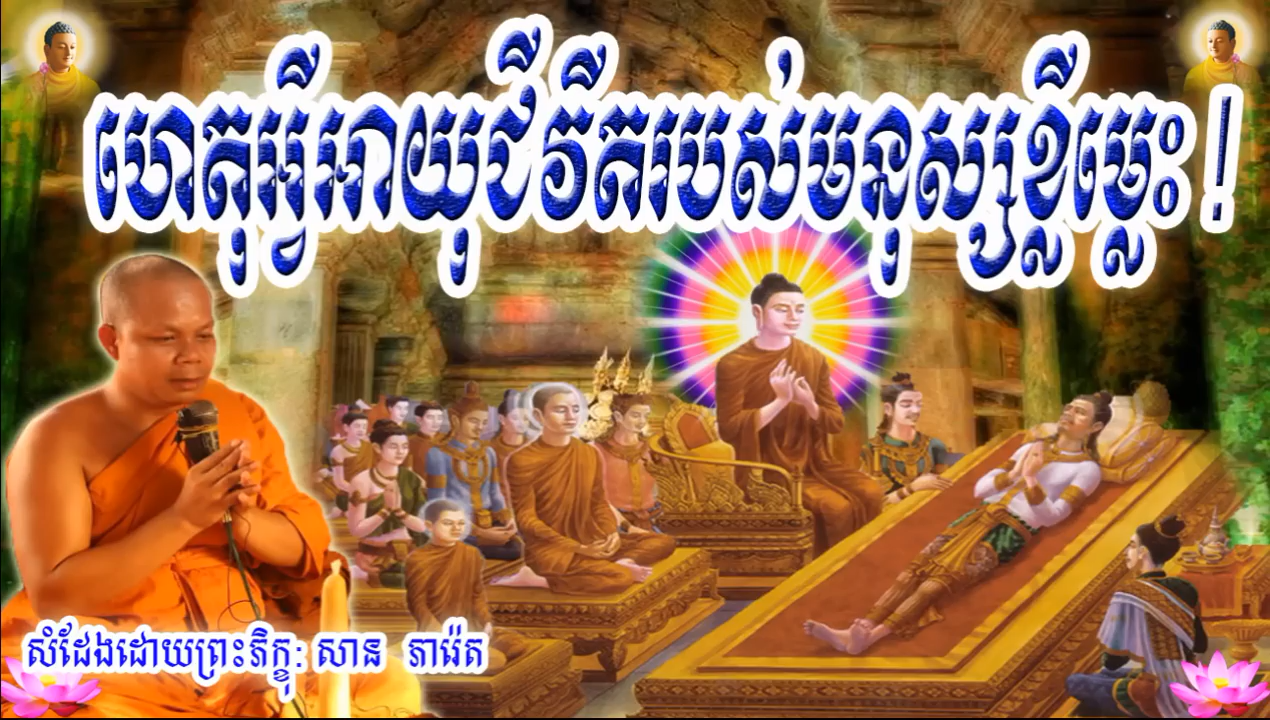 ហេតុអ្វីអាយុជីវិតរបស់មនុស្សខ្លីម្លេះ !
សំដែងដោយព្រះភិក្ខុៈ សាន ភារ៉េត